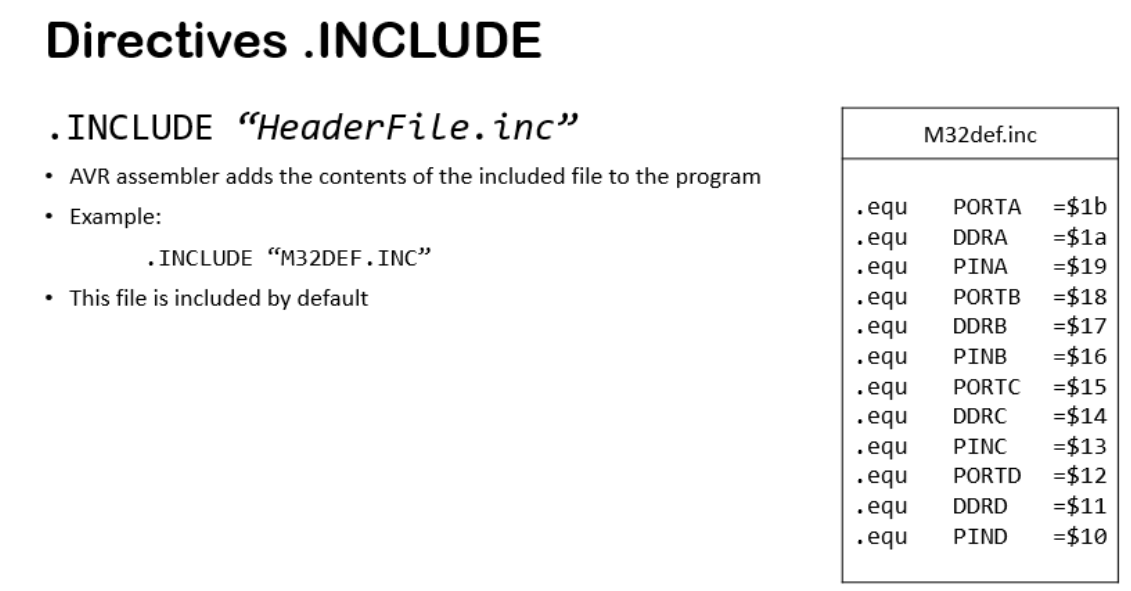 Directives .INCLUDE
.INCLUDE “HeaderFile.inc”
• AVR assembler adds the contents of the included file to the program
• Example:
.INCLUDE “M32DEF.INC”
• This file is included by default
M32def.inc
.equ PORTA =$1b
.equ DDRA =$1a
.equ PINA =$19
.equ PORTB =$18
.equ DDRB =$17
.equ PINB =$16
.equ PORTC =$15
.equ DDRC =$14
.equ PINC =$13
.equ PORTD =$12
.equ DDRD =$11
.equ PIND =$10